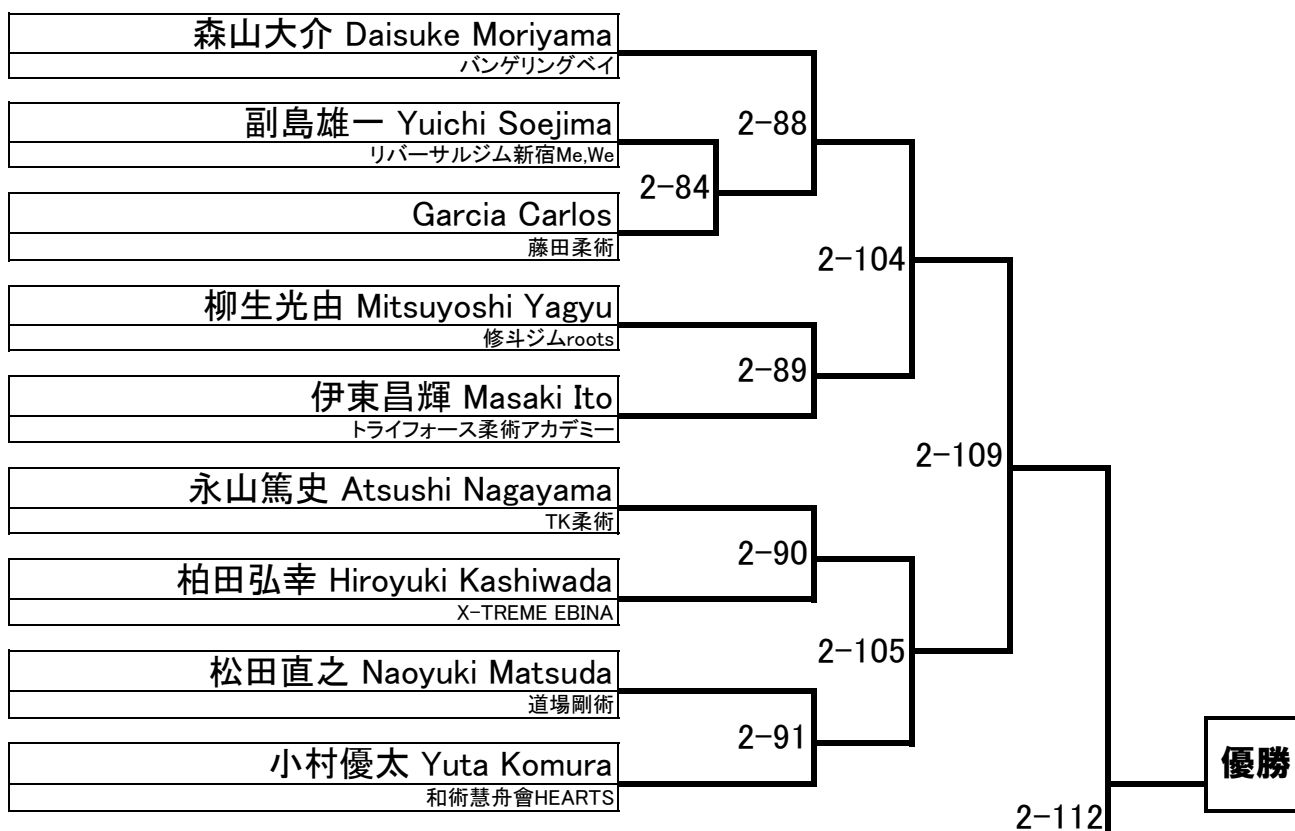 森山大介 Daisuke Moriyama
バンゲリングベイ
副島雄一 Yuichi Soejima
リバーサルジム新宿Me,We
Garcia Carlos
藤田柔術
柳生光由 Mitsuyoshi Yagyu
修斗ジムroots
伊東昌輝 Masaki Ito
トライフォース柔術アカデミー
永山篤史 Atsushi Nagayama
TK柔術
柏田弘幸 Hiroyuki Kashiwada
X-TREME EBINA
松田直之 Naoyuki Matsuda
道場剛術
小村優太 Yuta Komura
和術慧舟會HEARTS
2-84
2-88
2-89
2-90
2-91
2-104
2-105
2-109
2-112
優勝